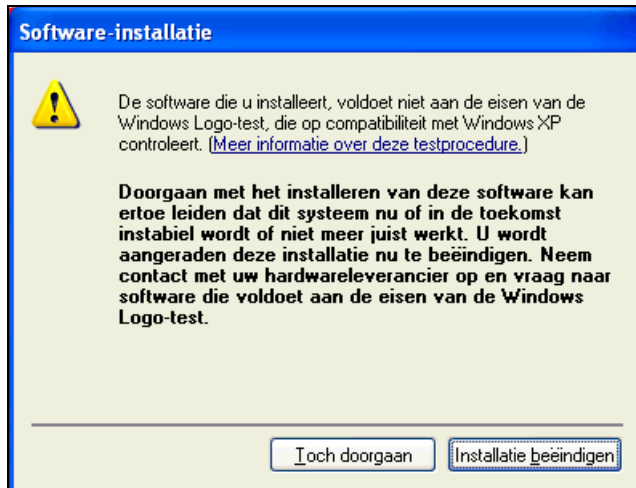 Software-installatie
De software die u installeert, voldoet niet aan de eisen van de
Windows Logo-test, die op compatibiliteit met Windows XP
controleert. (Meer informatie over deze testprocedure.)
Doorgaan met het installeren van deze software kan
ertoe leiden dat dit systeem nu of in de toekomst
instabiel wordt of niet meer juist werkt. U wordt
aangeraden deze installatie nu te beëindigen. Neem
contact met uw hardwareleverancier op en vraag naar
software die voldoet aan de eisen van de Windows
Logo-test.
Toch doorgaan
Installatie beëindigen